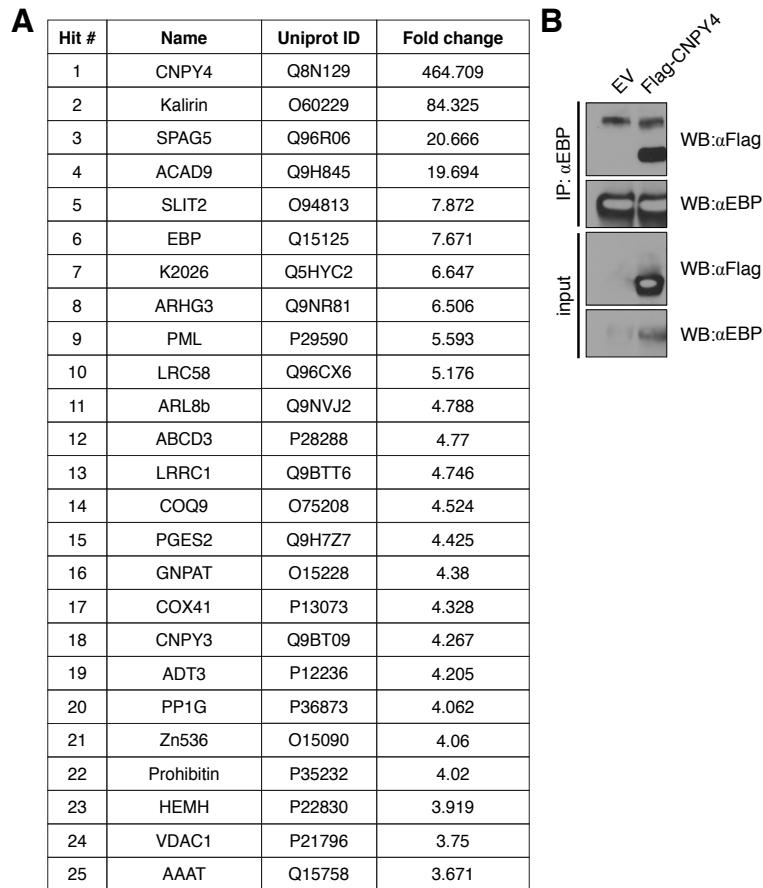 A
Hit # Name Uniprot ID Fold change
1 CNPY4 Q8N129 464.709
2 Kalirin O60229 84.325
3 SPAG5 Q96R06 20.666
4 ACAD9 Q9H845 19.694
5 SLIT2 O94813 7.872
6 EBP Q15125 7.671
7 K2026 Q5HYC2 6.647
8 ARHG3 Q9NR81 6.506
9 PML P29590 5.593
10 LRC58 Q96CX6 5.176
11 ARL8b Q9NVJ2 4.788
12 ABCD3 P28288 4.77
13 LRRC1 Q9BTT6 4.746
14 COQ9 O75208 4.524
15 PGES2 Q9H7Z7 4.425
16 GNPAT O15228 4.38
17 COX41 P13073 4.328
18 CNPY3 Q9BT09 4.267
19 ADT3 P12236 4.205
20 PP1G P36873 4.062
21 Zn536 O15090 4.06
22 Prohibitin P35232 4.02
23 HEMH P22830 3.919
24 VDAC1 P21796 3.75
25 AAAT Q15758 3.671
B
EV
Flag-CNPY4
IP: αEBP
WB:αFlag
WB:αEBP
input
WB:αFlag
WB:αEBP